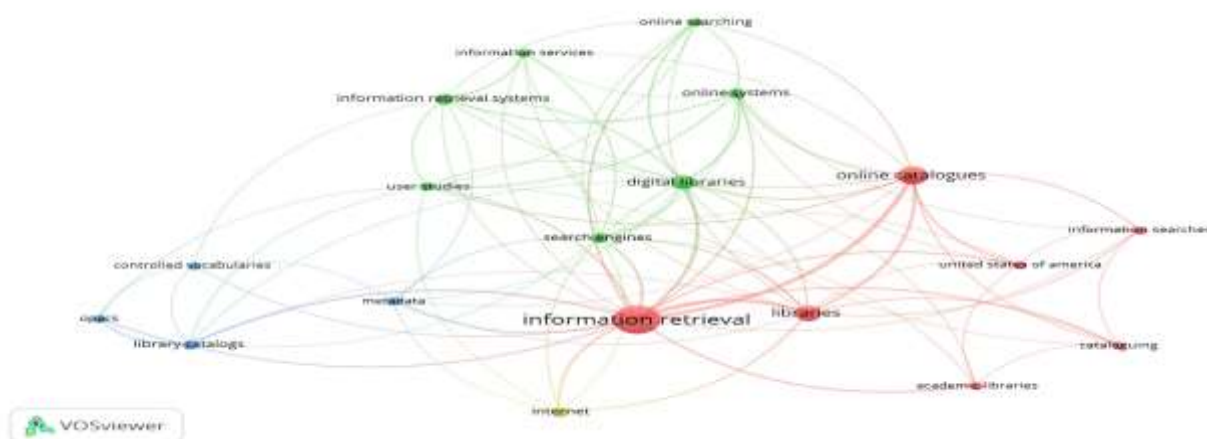 online searching
information services
information retrieval systems
online systems
user studies
digital libraries
online catalogues
search engines
information searches
controlled vocabularies
united states of america
metadata
opacs
information retrieval
libraries
library catalogs
cataloguing
academic libraries
internet
VOSviewer